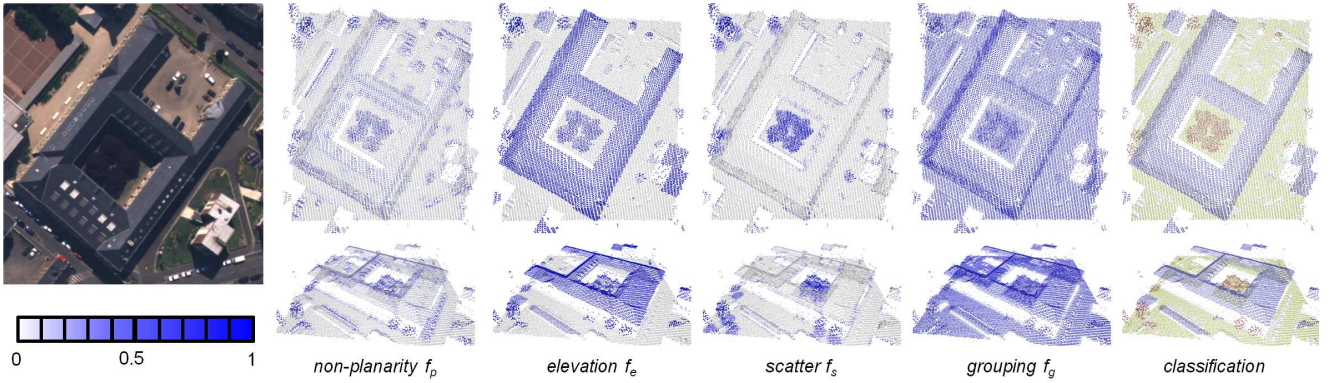 0
0.5
1
non-planarity f_p
elevation f_e
scatter f_s
grouping f_g
classification